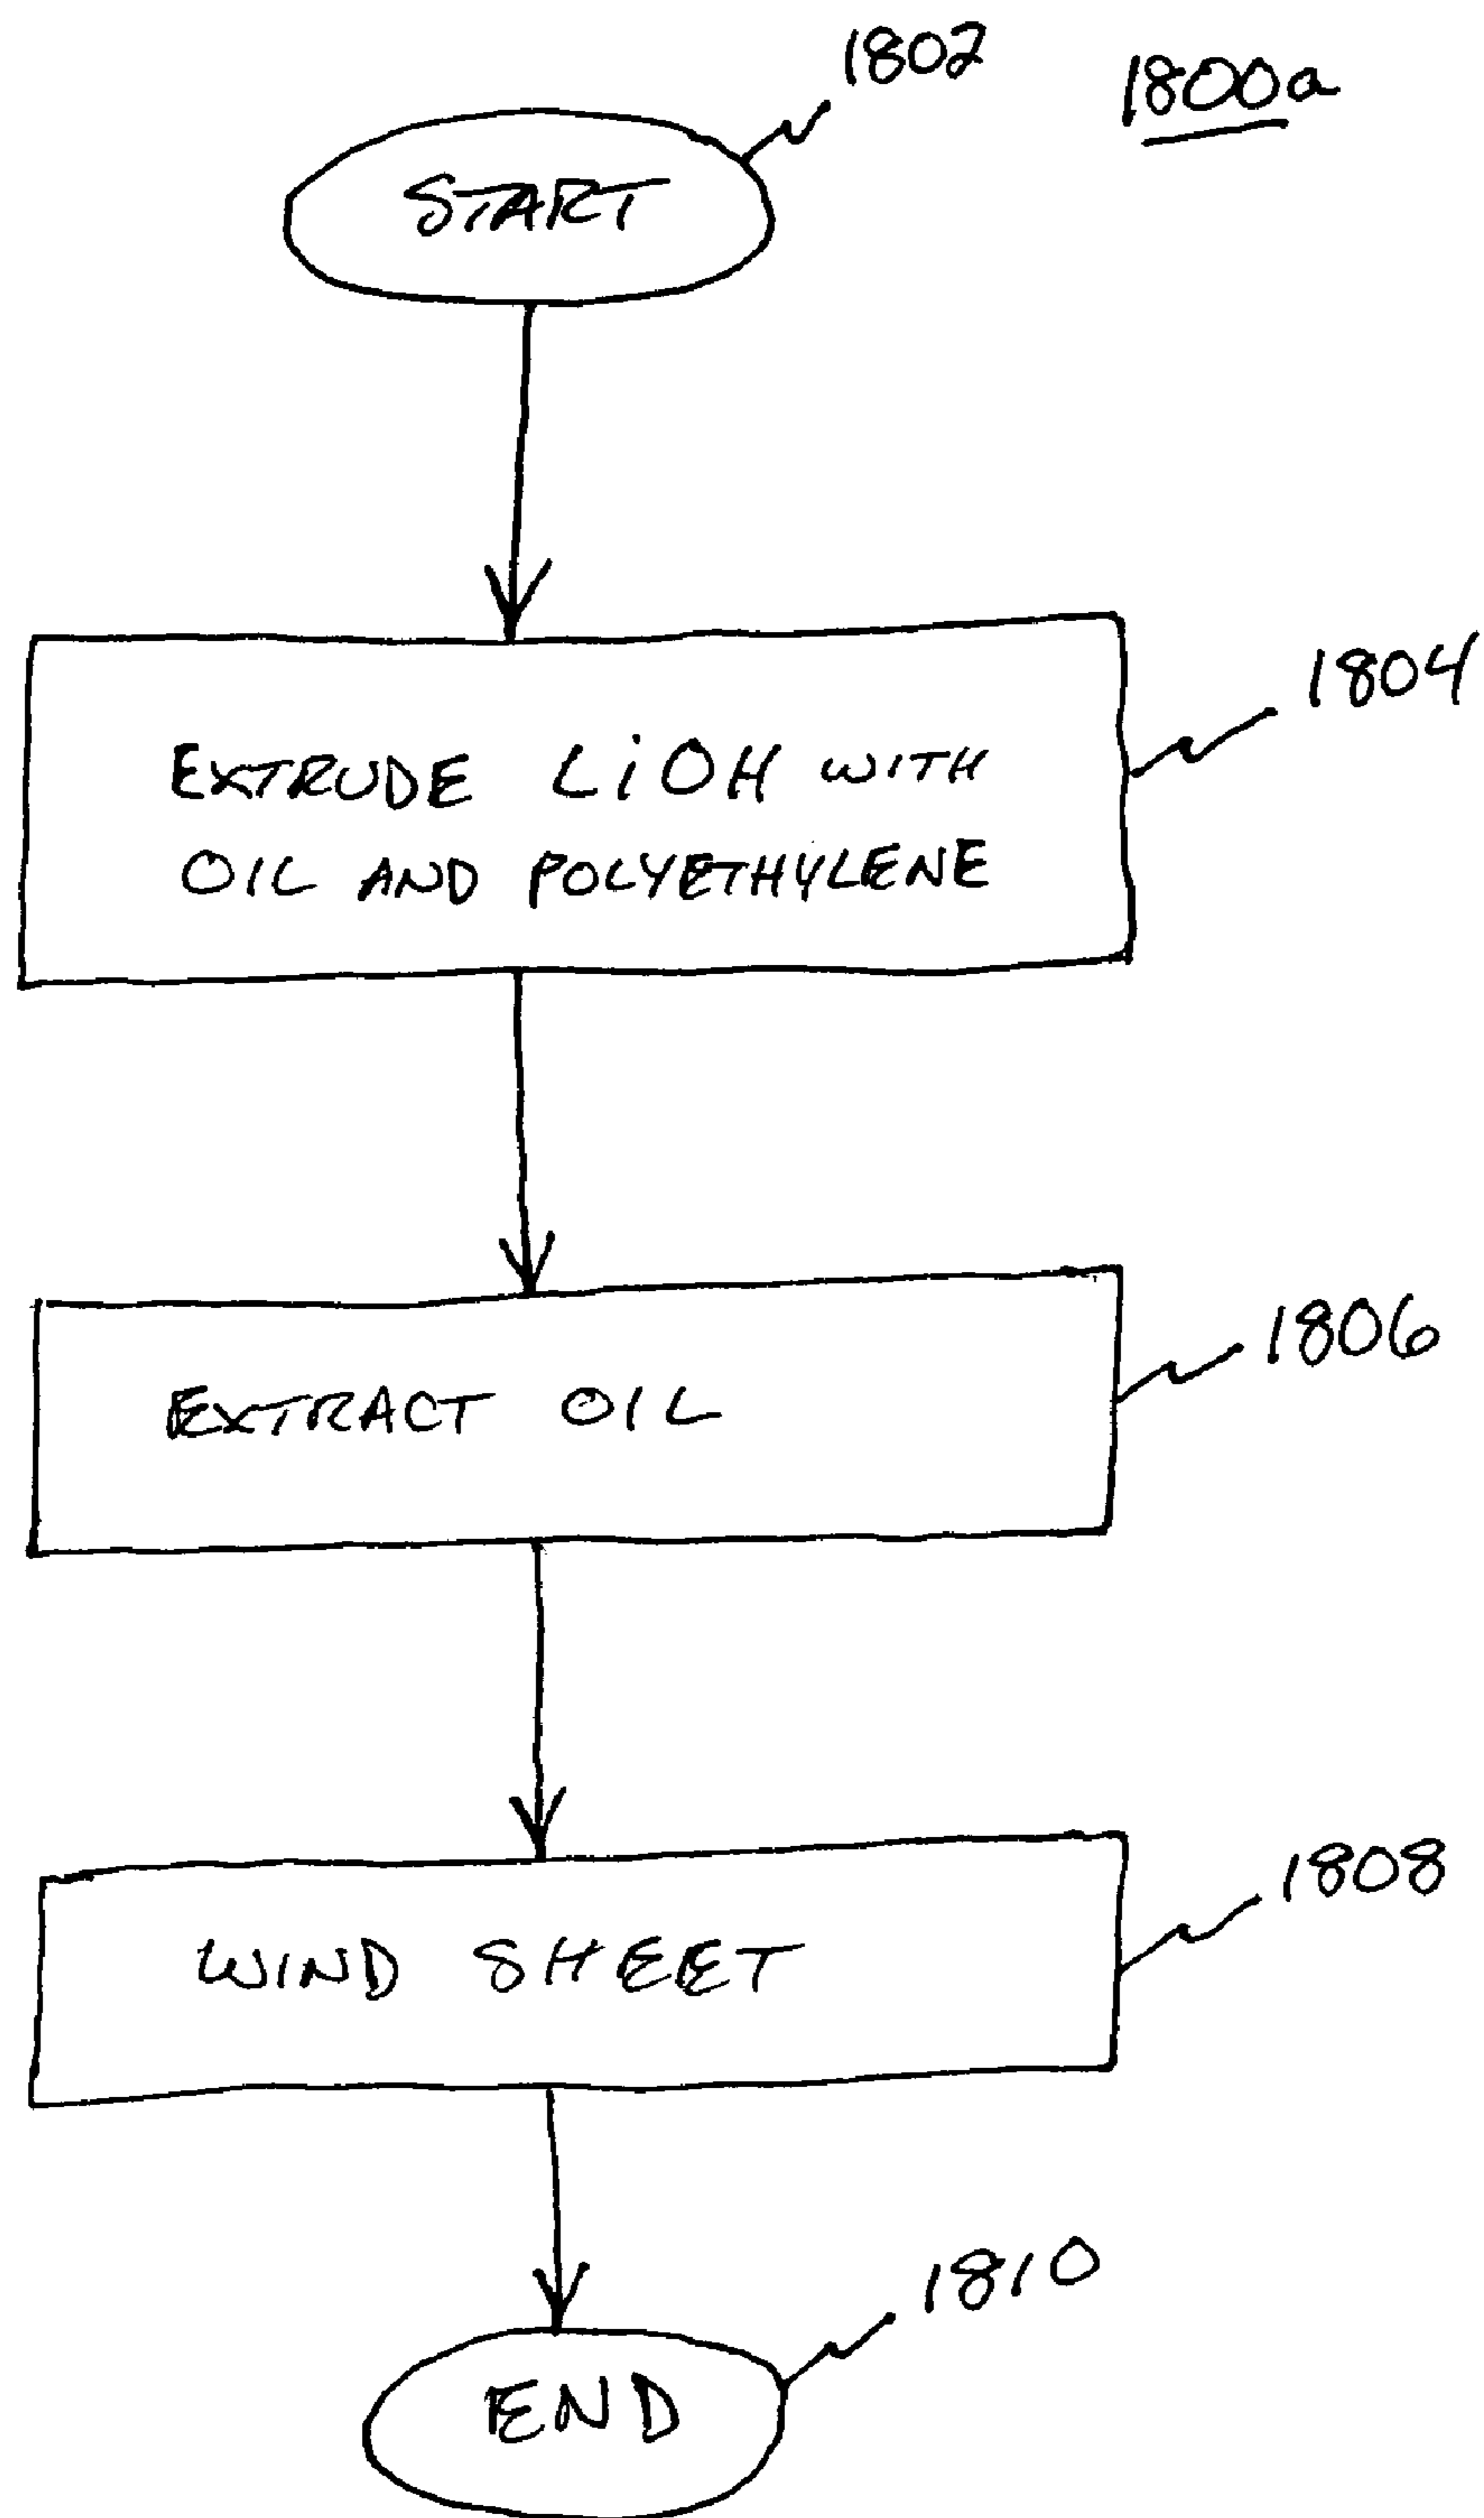 1802
1800a
START
1804
EXTRUDE LiOH WITH
OIL AND POLYETHYLENE
1806
EXTRACT OIL
1808
WIND SHEET
1810
END